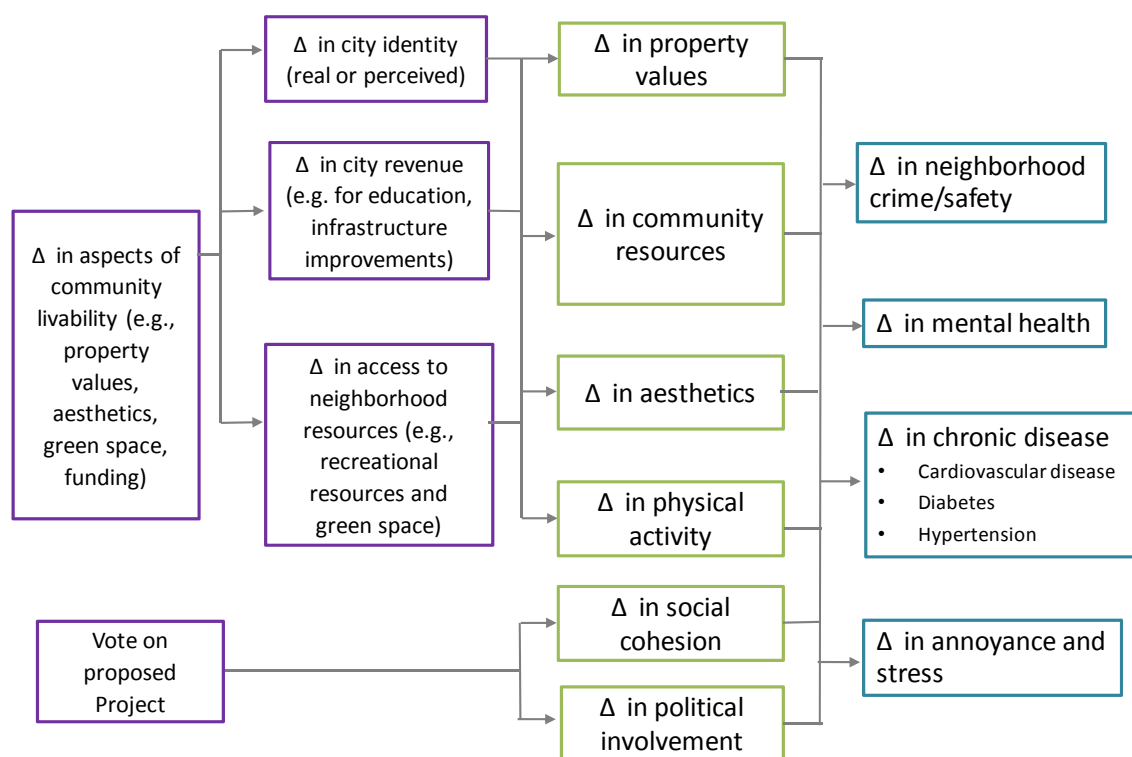 Δ in aspects of
community
livability (e.g.,
property
values,
aesthetics,
green space,
funding)
Vote on
proposed
Project
Δ in city identity
(real or perceived)
Δ in city revenue
(e.g. for education,
infrastructure
improvements)
Δ in access to
neighborhood
resources (e.g.,
recreational
resources and
green space)
Δ in property
values
Δ in community
resources
Δ in aesthetics
Δ in physical
activity
Δ in social
cohesion
Δ in political
involvement
Δ in neighborhood
crime/safety
Δ in mental health
Δ in chronic disease
• Cardiovascular disease
• Diabetes
• Hypertension
Δ in annoyance and
stress